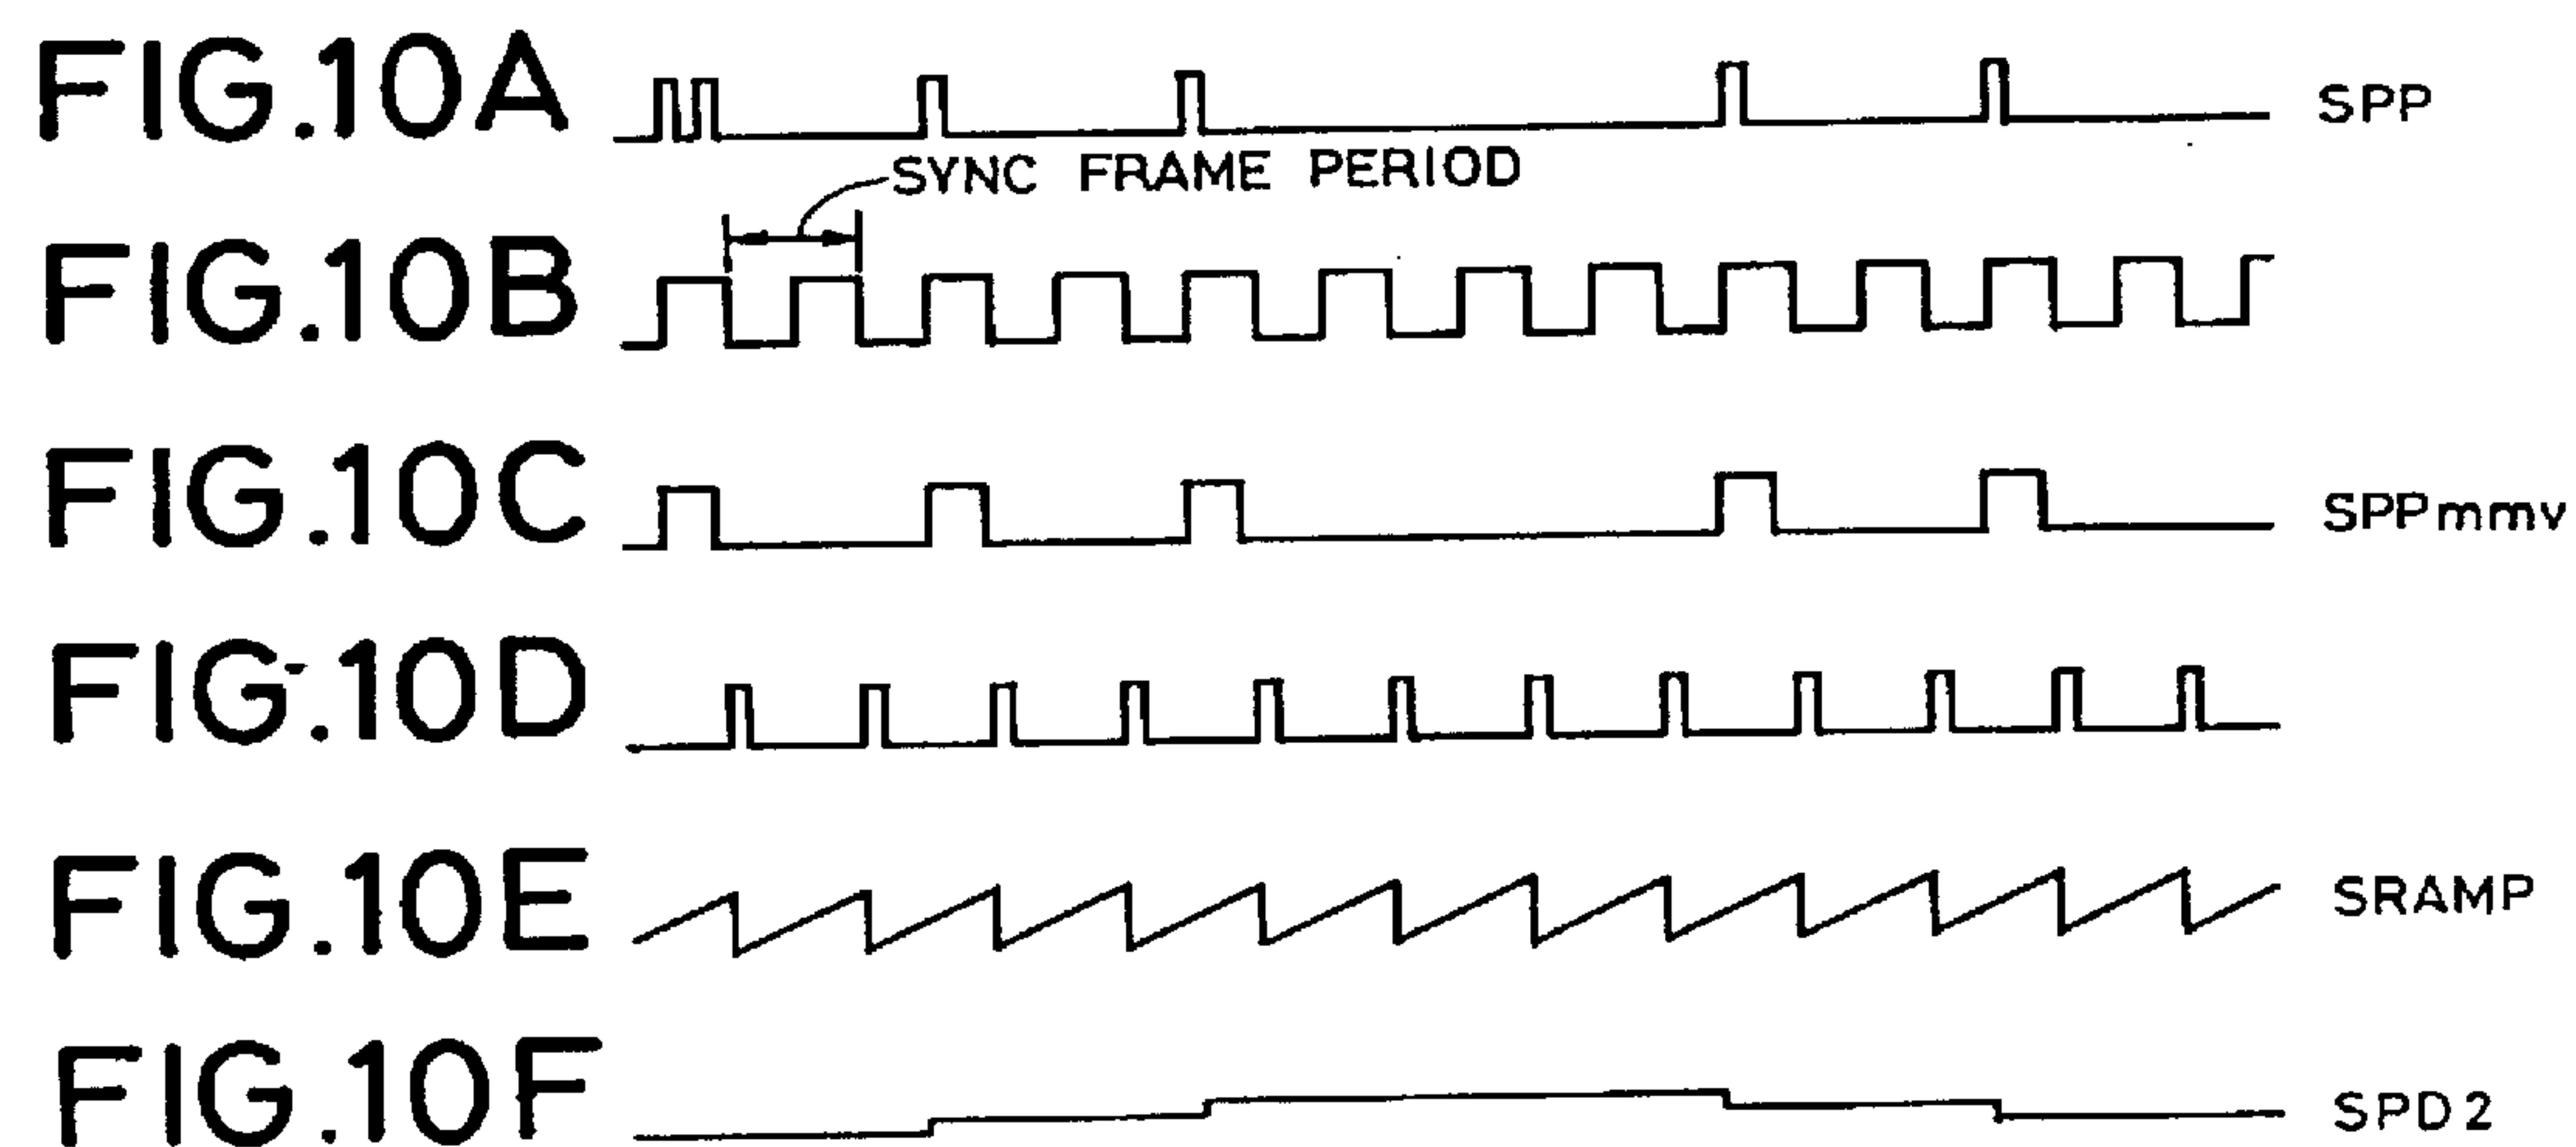 FIG.10A SPP
SYNC FRAME PERIOD
FIG.10B
FIG.10C SPPmmv
FIG.10D
FIG.10E SRAMP
FIG.10F SPD2